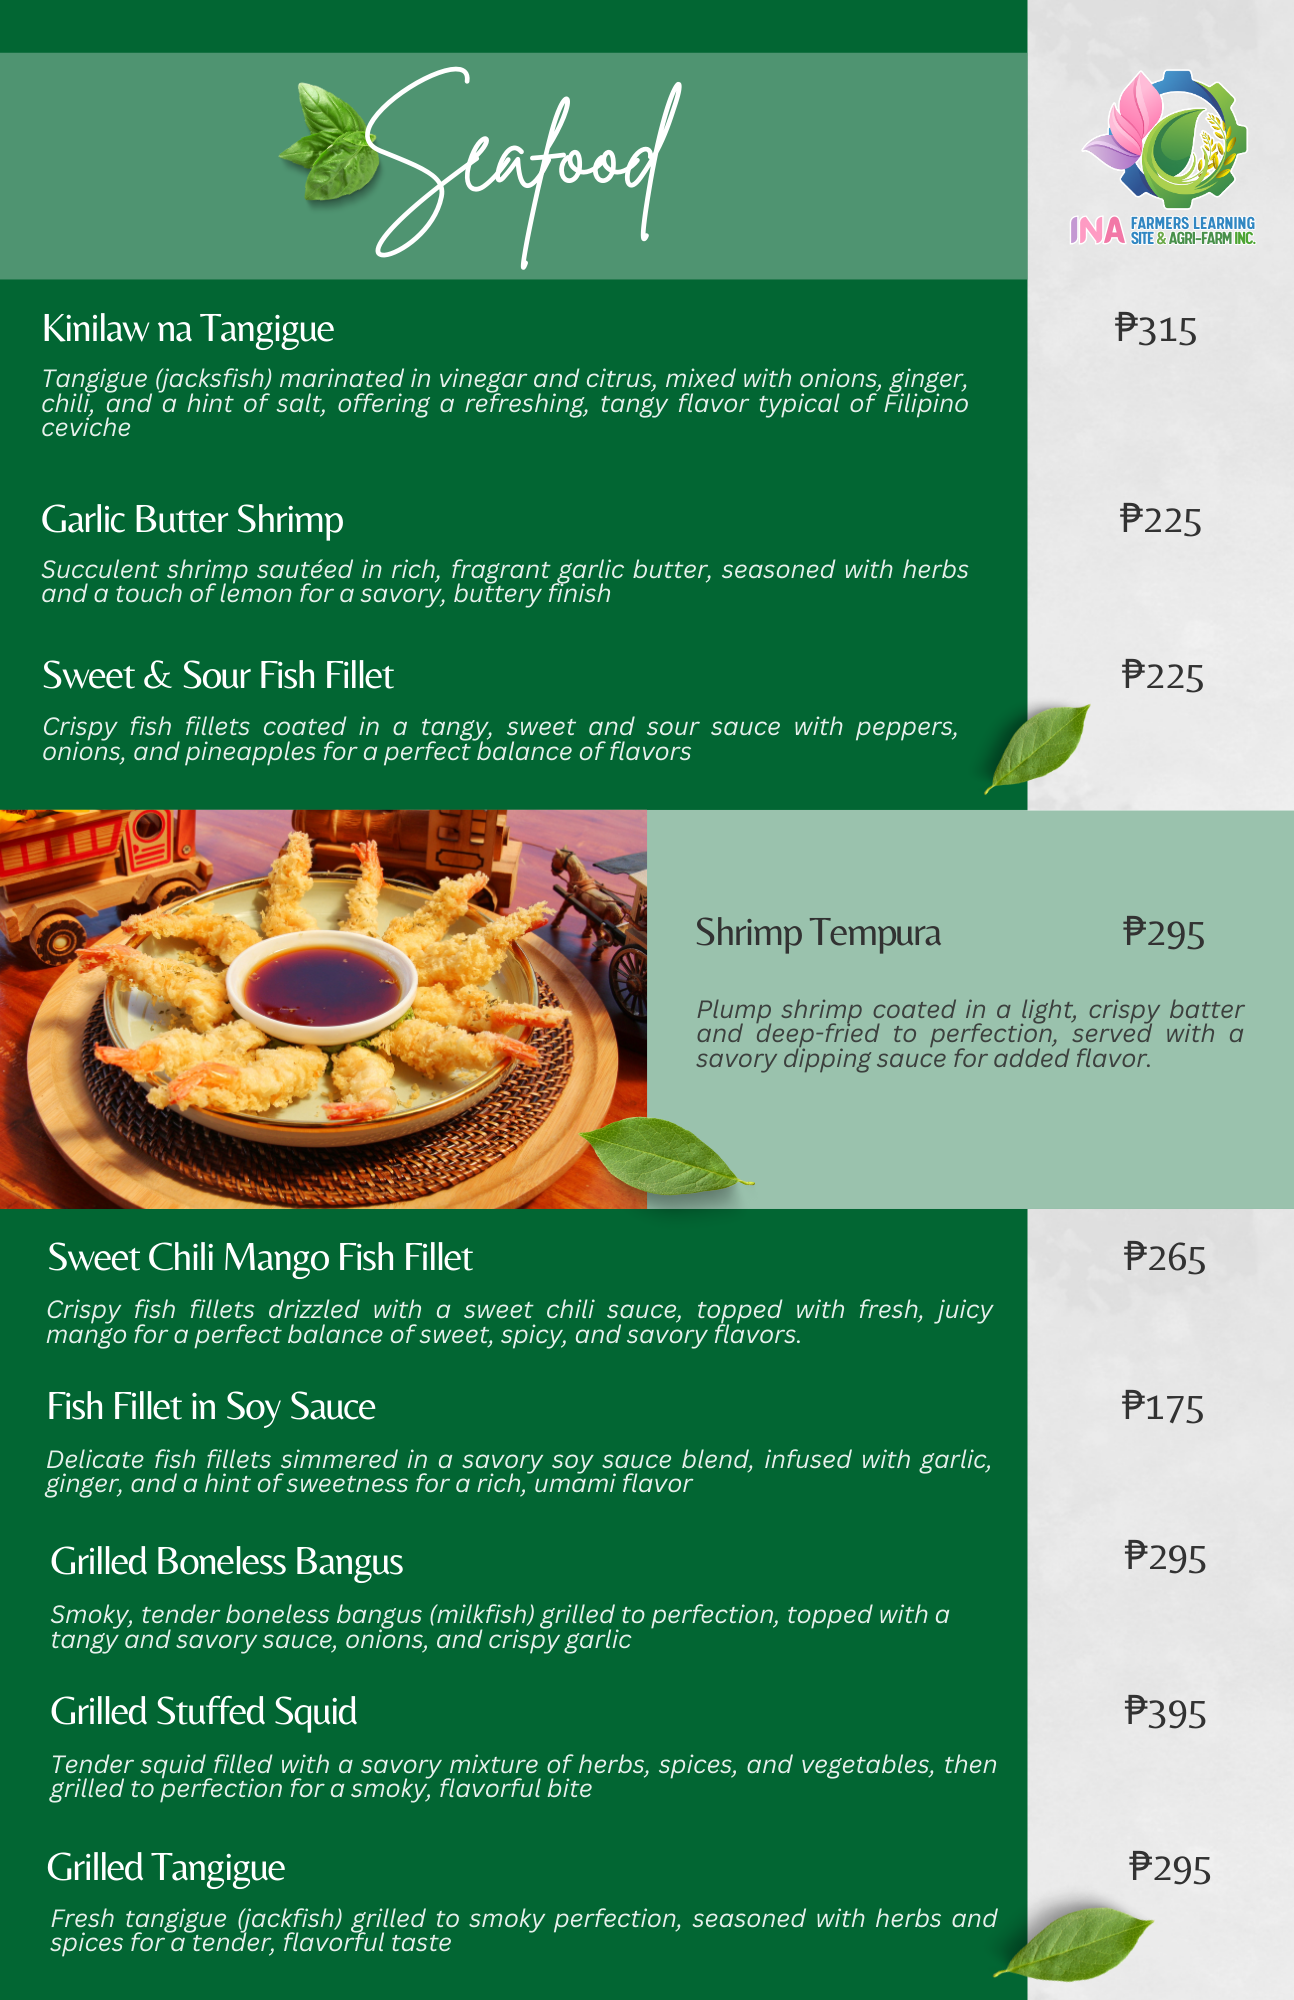 Seafood
INA FARMERS LEARNING
SITE & AGRI-FARM INC.
Kinilaw na Tangigue
₱315
Tangigue (jacksfish) marinated in vinegar and citrus, mixed with onions, ginger,
chili, and a hint of salt, offering a refreshing, tangy flavor typical of Filipino
ceviche
Garlic Butter Shrimp
₱225
Succulent shrimp sautéed in rich, fragrant garlic butter, seasoned with herbs
and a touch of lemon for a savory, buttery finish
Sweet & Sour Fish Fillet
₱225
Crispy fish fillets coated in a tangy, sweet and sour sauce with peppers,
onions, and pineapples for a perfect balance of flavors
Shrimp Tempura
₱295
Plump shrimp coated in a light, crispy batter
and deep-fried to perfection, served with a
savory dipping sauce for added flavor.
Sweet Chili Mango Fish Fillet
₱265
Crispy fish fillets drizzled with a sweet chili sauce, topped with fresh, juicy
mango for a perfect balance of sweet, spicy, and savory flavors.
Fish Fillet in Soy Sauce
₱175
Delicate fish fillets simmered in a savory soy sauce blend, infused with garlic,
ginger, and a hint of sweetness for a rich, umami flavor
Grilled Boneless Bangus
₱295
Smoky, tender boneless bangus (milkfish) grilled to perfection, topped with a
tangy and savory sauce, onions, and crispy garlic
Grilled Stuffed Squid
₱395
Tender squid filled with a savory mixture of herbs, spices, and vegetables, then
grilled to perfection for a smoky, flavorful bite
Grilled Tangigue
₱295
Fresh tangigue (jackfish) grilled to smoky perfection, seasoned with herbs and
spices for a tender, flavorful taste